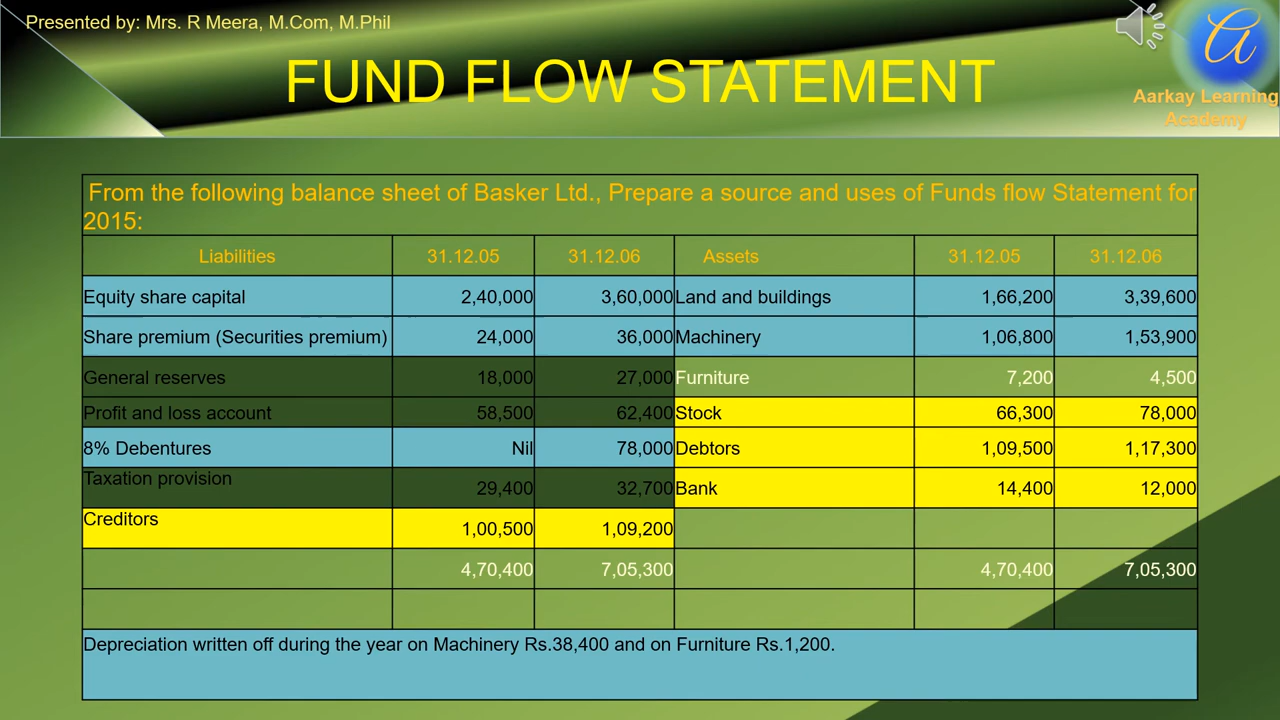 Presented by: Mrs. R Meera, M.Com, M.Phil
FUND FLOW STATEMENT
a
Aarkay Learning
Academy
From the following balance sheet of Basker Ltd., Prepare a source and uses of Funds flow Statement for
2015:
Liabilities 31.12.05 31.12.06 Assets 31.12.05 31.12.06
Equity share capital 2,40,000 3,60,000 Land and buildings 1,66,200 3,39,600
Share premium (Securities premium) 24,000 36,000 Machinery 1,06,800 1,53,900
General reserves 18,000 27,000 Furniture 7,200 4,500
Profit and loss account 58,500 62,400 Stock 66,300 78,000
8% Debentures Nil 78,000 Debtors 1,09,500 1,17,300
Taxation provision 29,400 32,700 Bank 14,400 12,000
Creditors 1,00,500 1,09,200
4,70,400 7,05,300 4,70,400 7,05,300
Depreciation written off during the year on Machinery Rs.38,400 and on Furniture Rs.1,200.